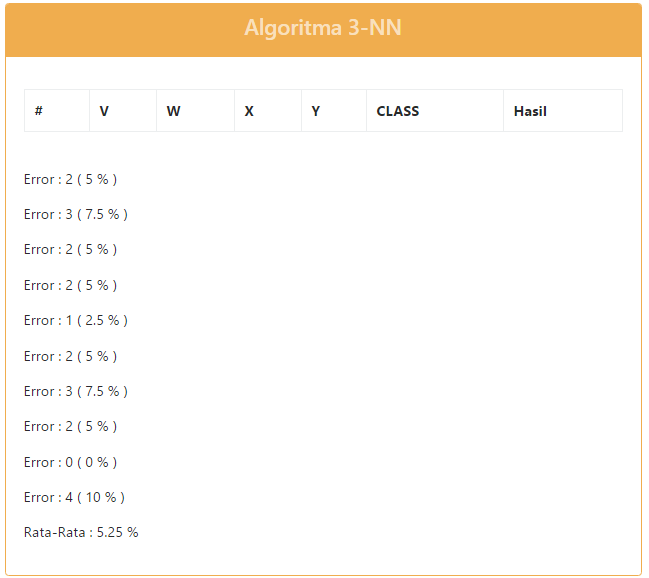 Algoritma 3-NN
# V W X Y CLASS Hasil
Error : 2 ( 5 % )
Error : 3 ( 7.5 % )
Error : 2 ( 5 % )
Error : 2 ( 5 % )
Error : 1 ( 2.5 % )
Error : 2 ( 5 % )
Error : 3 ( 7.5 % )
Error : 2 ( 5 % )
Error : 0 ( 0 % )
Error : 4 ( 10 % )
Rata-Rata : 5.25 %